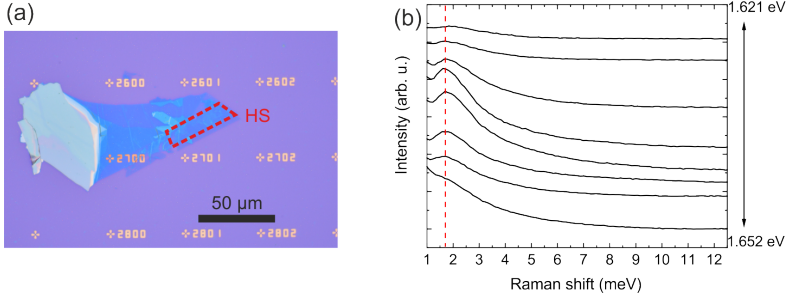 (a)
✢2600 ✢2601 ✢2602
HS
✢2700 ✢2701 ✢2702
50 µm
✢2800 ✢2801 ✢2802
(b)
1.621 eV
Intensity (arb. u.)
1.652 eV
1 2 3 4 5 6 7 8 9 10 11 12
Raman shift (meV)